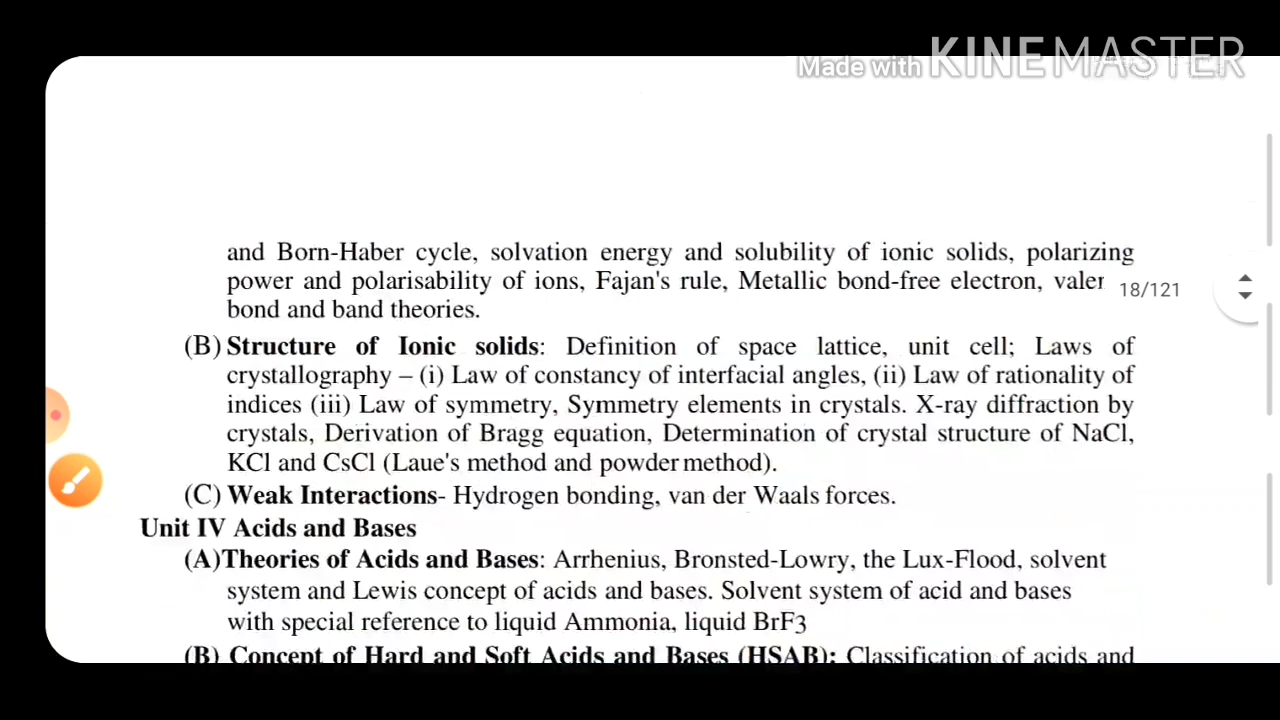 Made with KINEMASTER
and Born-Haber cycle, solvation energy and solubility of ionic solids, polarizing
power and polarisability of ions, Fajan's rule, Metallic bond-free electron, valen
18/121
bond and band theories.
(B) Structure of Ionic solids: Definition of space lattice, unit cell; Laws of
crystallography – (i) Law of constancy of interfacial angles, (ii) Law of rationality of
indices (iii) Law of symmetry, Symmetry elements in crystals. X-ray diffraction by
crystals, Derivation of Bragg equation, Determination of crystal structure of NaCl,
KCl and CsCl (Laue's method and powder method).
(C) Weak Interactions- Hydrogen bonding, van der Waals forces.
Unit IV Acids and Bases
(A)Theories of Acids and Bases: Arrhenius, Bronsted-Lowry, the Lux-Flood, solvent
system and Lewis concept of acids and bases. Solvent system of acid and bases
with special reference to liquid Ammonia, liquid BrF3
(B) Concept of Hard and Soft Acids and Bases (HSAB): Classification of acids and